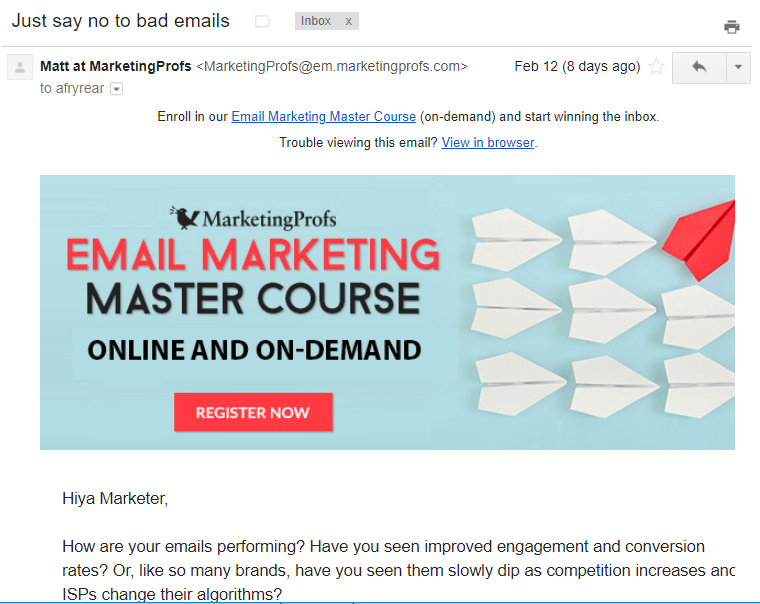 Just say no to bad emails
Inbox x
Matt at MarketingProfs <MarketingProfs@em.marketingprofs.com> Feb 12 (8 days ago)
to afryrear
Enroll in our Email Marketing Master Course (on-demand) and start winning the inbox.
Trouble viewing this email? View in browser.
MarketingProfs
EMAIL MARKETING
MASTER COURSE
ONLINE AND ON-DEMAND
REGISTER NOW
Hiya Marketer,
How are your emails performing? Have you seen improved engagement and conversion
rates? Or, like so many brands, have you seen them slowly dip as competition increases and
ISPs change their algorithms?